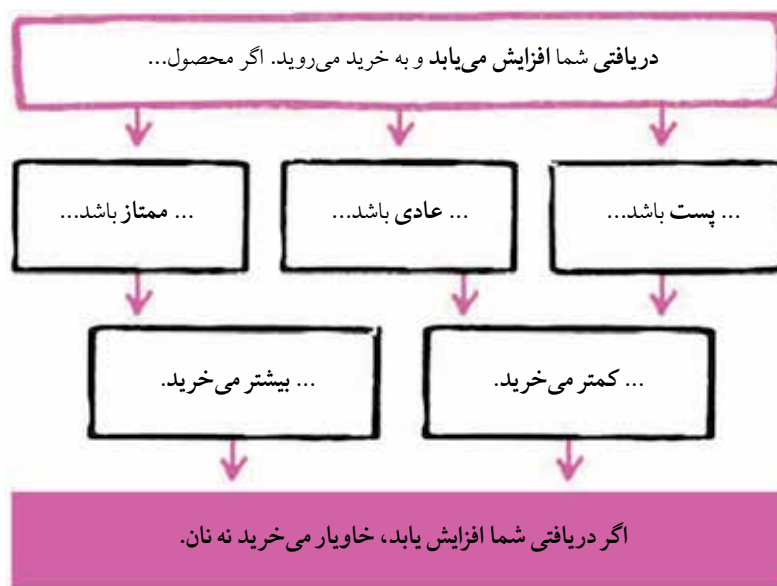 دریافتی شما افزایش می‌یابد و به خرید می‌روید. اگر محصول...
... پست باشد...
... عادی باشد...
... ممتاز باشد...
... کمتر می‌خرید.
... بیشتر می‌خرید.
اگر دریافتی شما افزایش یابد، خاویار می‌خرید نه نان.